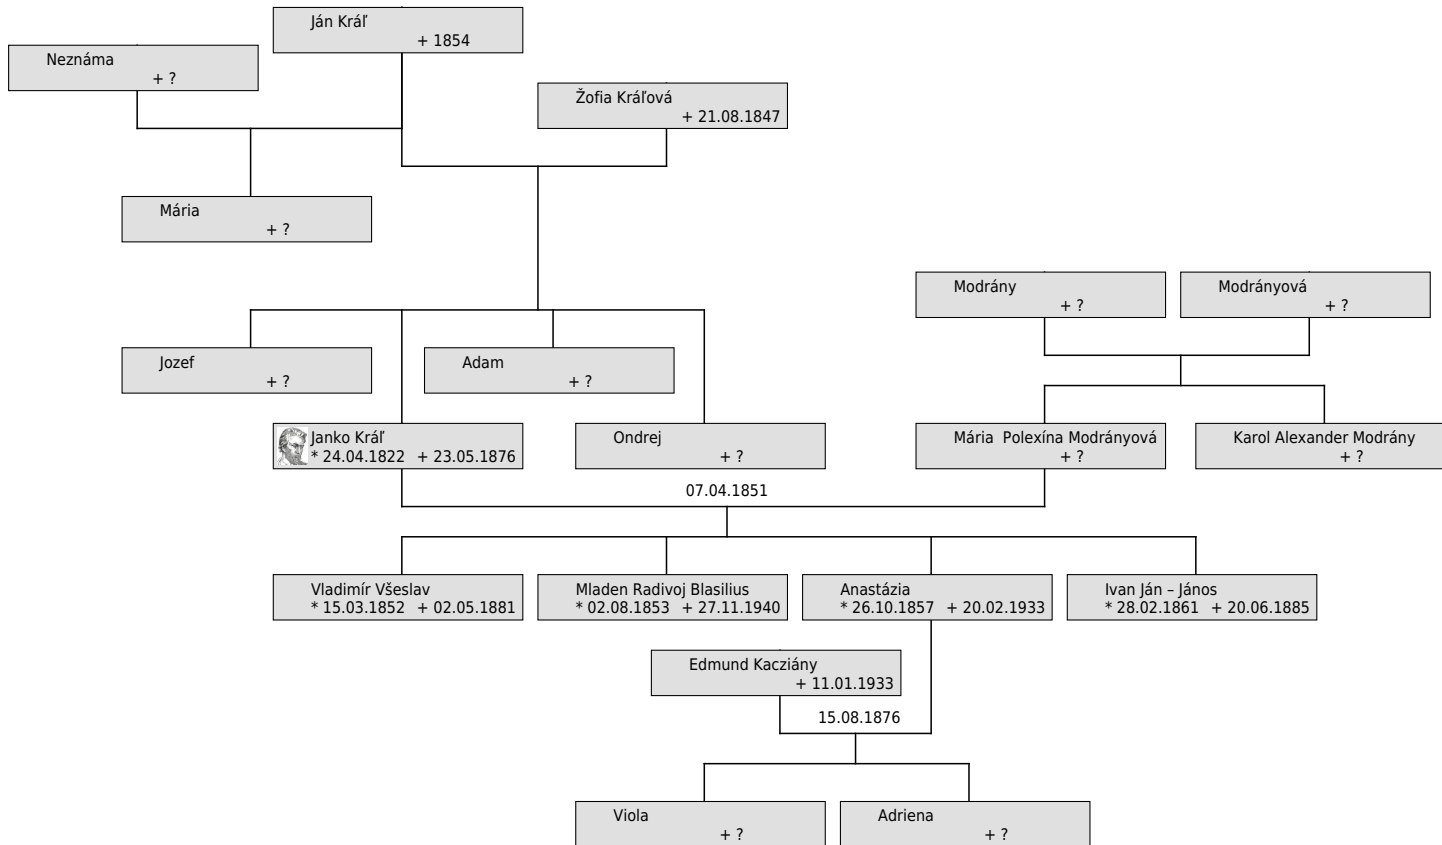 Ján Kráľ
+ 1854
Neznáma
+ ?
Žofia Kráľová
+ 21.08.1847
Mária
+ ?
Modrány
+ ?
Modrányová
+ ?
Jozef
+ ?
Adam
+ ?
Janko Kráľ
* 24.04.1822 + 23.05.1876
Ondrej
+ ?
Mária Polexína Modrányová
+ ?
Karol Alexander Modrány
+ ?
07.04.1851
Vladimír Všeslav
* 15.03.1852 + 02.05.1881
Mladen Radivoj Blasilius
* 02.08.1853 + 27.11.1940
Anastázia
* 26.10.1857 + 20.02.1933
Ivan Ján – János
* 28.02.1861 + 20.06.1885
Edmund Kacziány
+ 11.01.1933
15.08.1876
Viola
+ ?
Adriena
+ ?